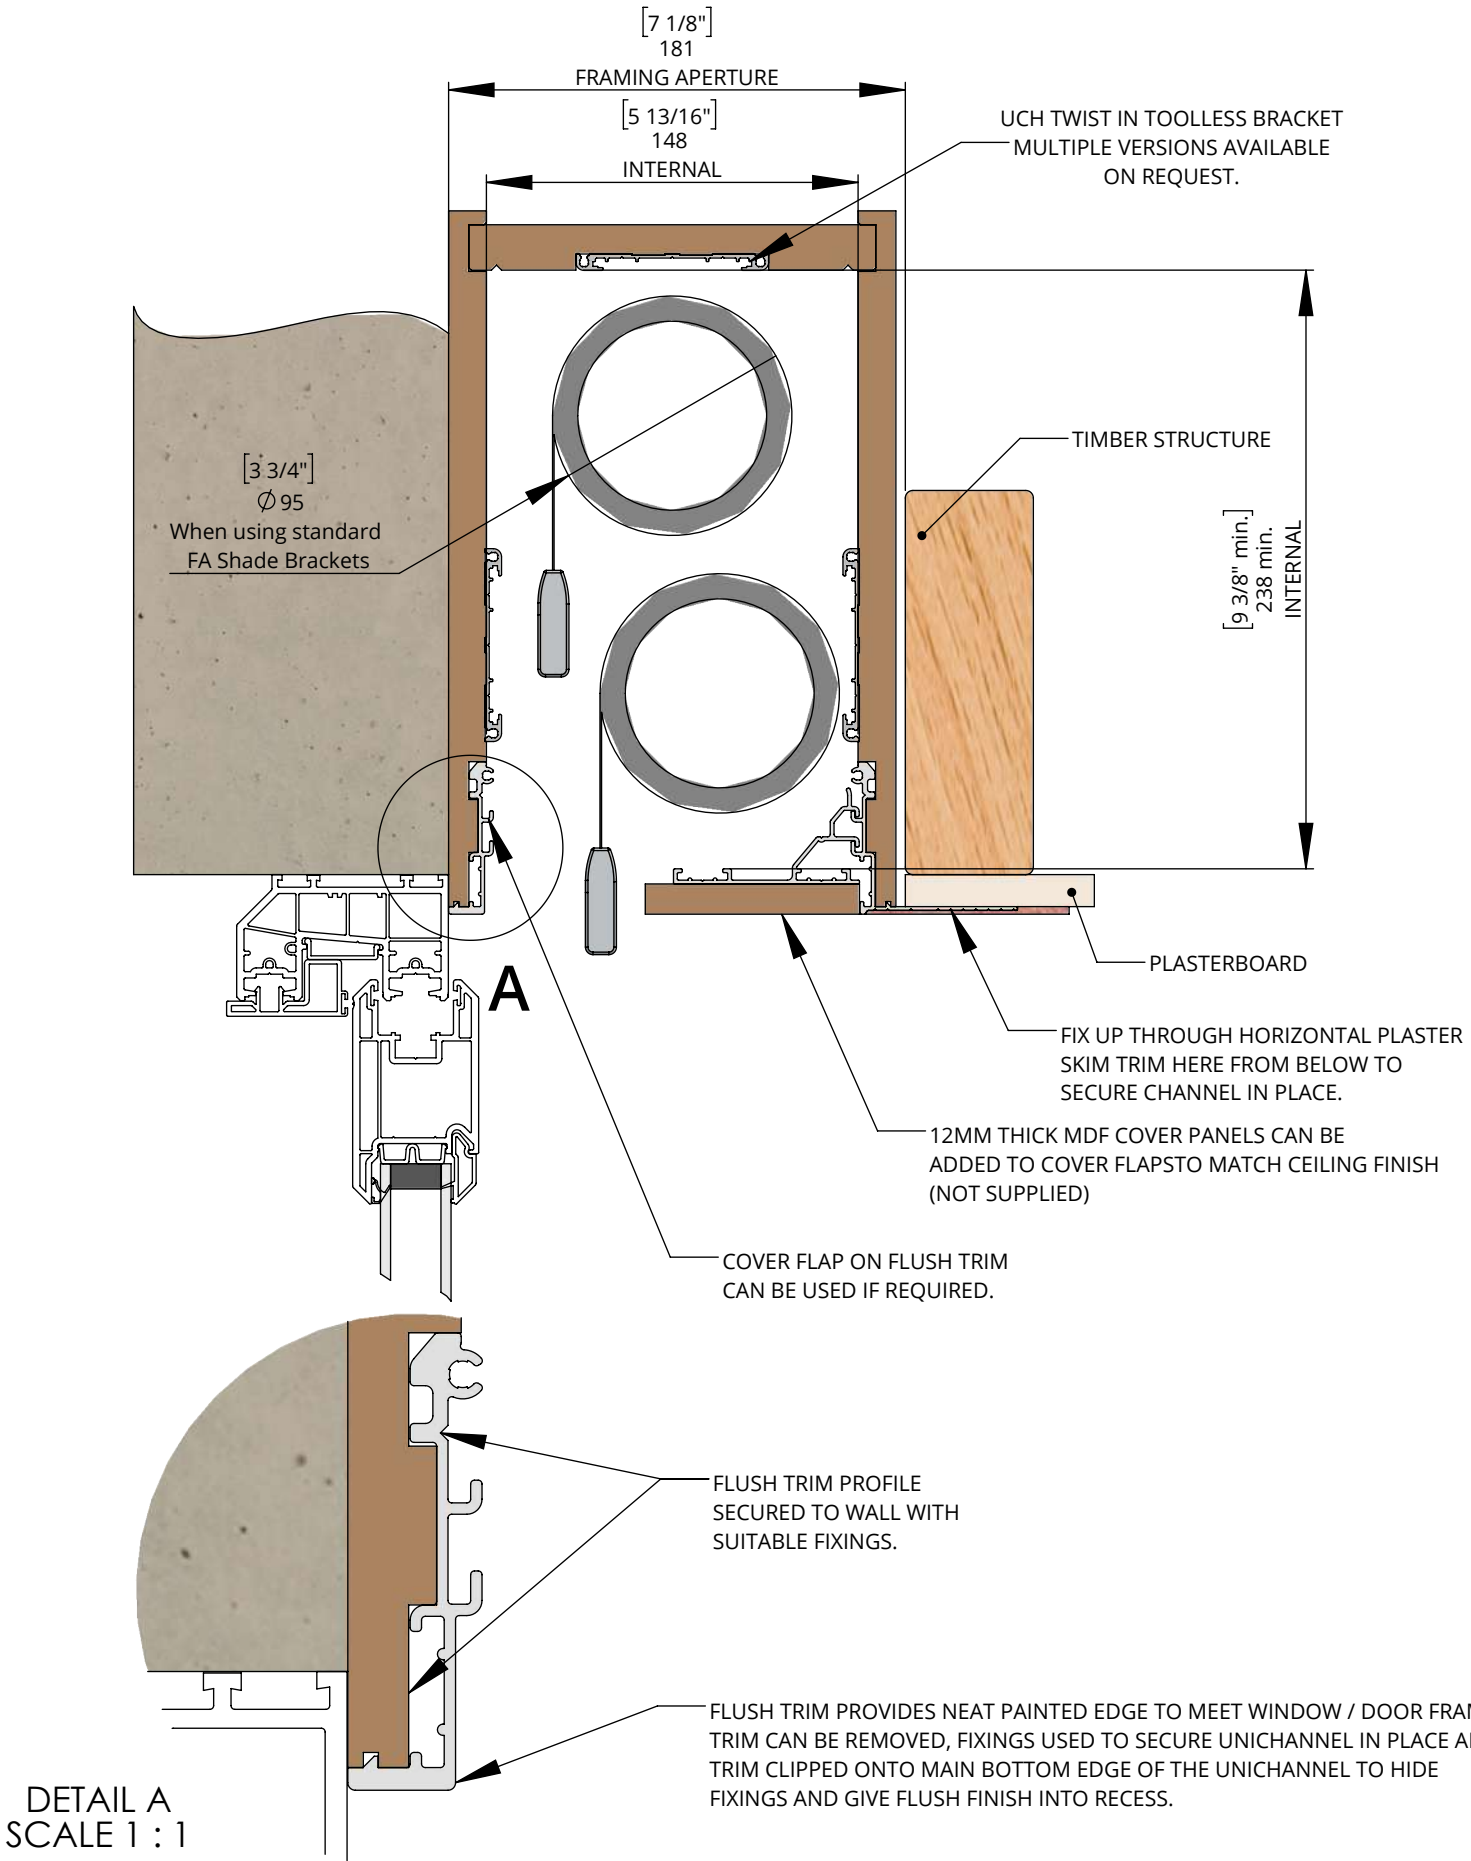 [7 1/8"]
181
FRAMING APERTURE
[5 13/16"]
148
INTERNAL
UCH TWIST IN TOOLLESS BRACKET
MULTIPLE VERSIONS AVAILABLE
ON REQUEST.
[3 3/4"]
∅ 95
When using standard
FA Shade Brackets
TIMBER STRUCTURE
[9 3/8" min.]
238 min.
INTERNAL
A
PLASTERBOARD
FIX UP THROUGH HORIZONTAL PLASTER
SKIM TRIM HERE FROM BELOW TO
SECURE CHANNEL IN PLACE.
12MM THICK MDF COVER PANELS CAN BE
ADDED TO COVER FLAPSTO MATCH CEILING FINISH
(NOT SUPPLIED)
COVER FLAP ON FLUSH TRIM
CAN BE USED IF REQUIRED.
FLUSH TRIM PROFILE
SECURED TO WALL WITH
SUITABLE FIXINGS.
FLUSH TRIM PROVIDES NEAT PAINTED EDGE TO MEET WINDOW / DOOR
TRIM CAN BE REMOVED, FIXINGS USED TO SECURE UNICHANNEL IN PLACE
TRIM CLIPPED ONTO MAIN BOTTOM EDGE OF THE UNICHANNEL TO HIDE
FIXINGS AND GIVE FLUSH FINISH INTO RECESS.
DETAIL A
SCALE 1 : 1